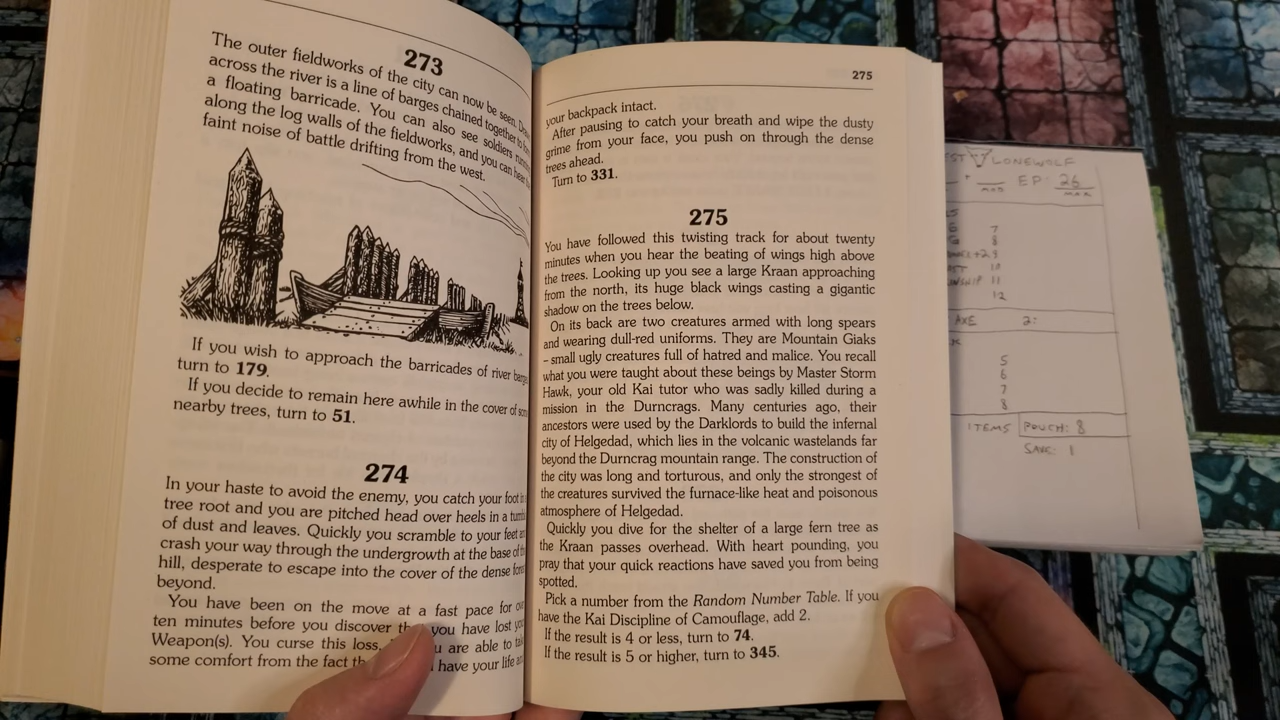 273
The outer fieldworks of the city can now be seen.
across the river is a line of barges chained together to
a floating barricade. You can also see soldiers
along the log walls of the fieldworks, and you can hear
faint noise of battle drifting from the west.
If you wish to approach the barricades of river
turn to 179.
If you decide to remain here awhile in the cover of
nearby trees, turn to 51.
274
In your haste to avoid the enemy, you catch your foot
tree root and you are pitched head over heels in a
of dust and leaves. Quickly you scramble to your feet
crash your way through the undergrowth at the base of
hill, desperate to escape into the cover of the dense
beyond.
You have been on the move at a fast pace for
ten minutes before you discover you have lost
Weapon(s). You curse this loss, are able to
some comfort from the fact have your life
275
your backpack intact.
After pausing to catch your breath and wipe the dusty
grime from your face, you push on through the dense
trees ahead.
Turn to 331.
275
You have followed this twisting track for about twenty
minutes when you hear the beating of wings high above
the trees. Looking up you see a large Kraan approaching
from the north, its huge black wings casting a gigantic
shadow on the trees below.
On its back are two creatures armed with long spears
and wearing dull-red uniforms. They are Mountain Giaks
– small ugly creatures full of hatred and malice. You recall
what you were taught about these beings by Master Storm
Hawk, your old Kai tutor who was sadly killed during a
mission in the Durncrags. Many centuries ago, their
ancestors were used by the Darklords to build the infernal
city of Helgedad, which lies in the volcanic wastelands far
beyond the Durncrag mountain range. The construction of
the city was long and torturous, and only the strongest of
the creatures survived the furnace-like heat and poisonous
atmosphere of Helgedad.
Quickly you dive for the shelter of a large fern tree as
the Kraan passes overhead. With heart pounding, you
pray that your quick reactions have saved you from being
spotted.
Pick a number from the Random Number Table. If you
have the Kai Discipline of Camouflage, add 2.
If the result is 4 or less, turn to 74.
If the result is 5 or higher, turn to 345.
LONEWOLF
EP: 26
MAX
7
8
+2 9
10
11
12
AXE 2:
5
6
7
8
ITEMS POUCH: 8
SAFE: 1